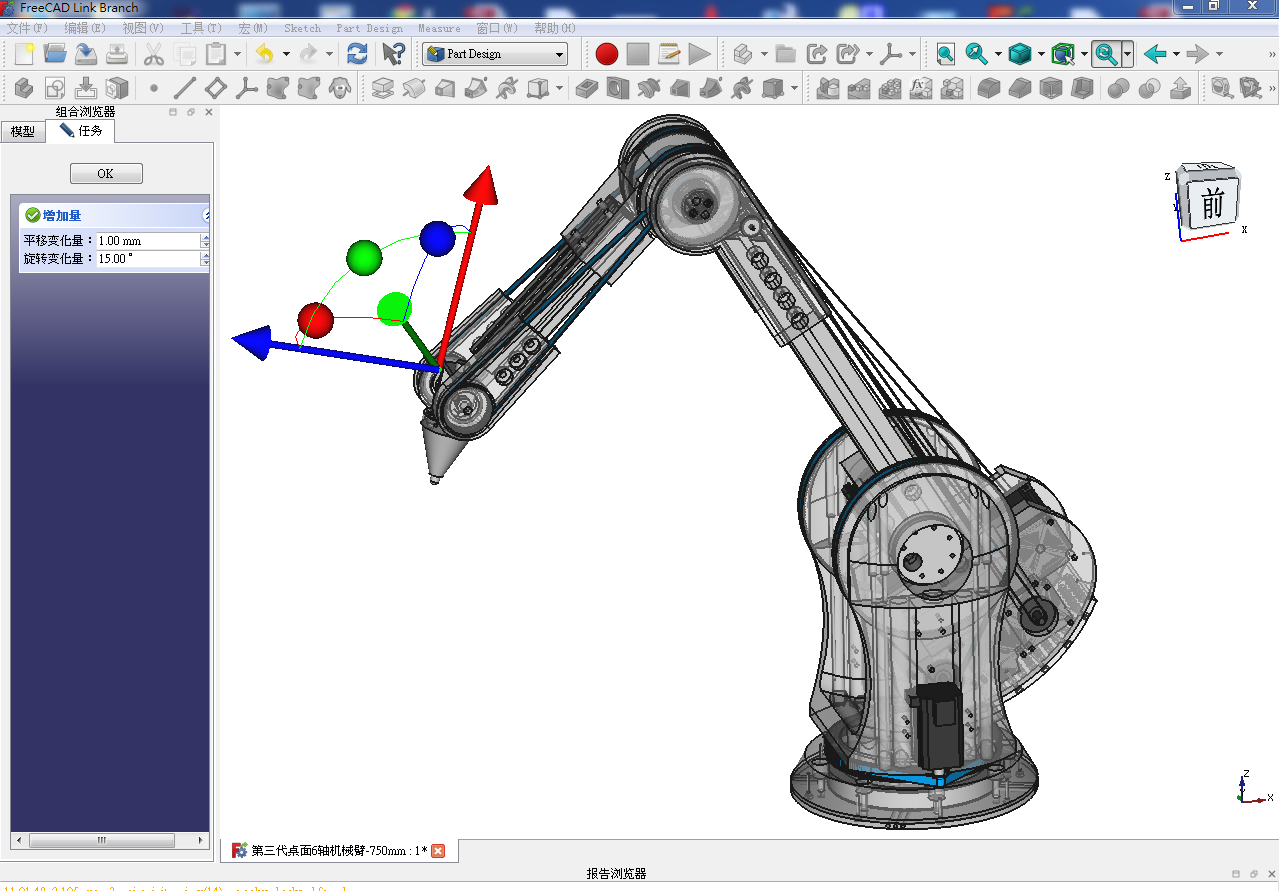 FreeCAD Link Branch
文件(F) 编辑(E) 视图(V) 工具(T) 宏(M) Sketch Part Design Measure 窗口(W) 帮助(H)
Part Design
组合浏览器
模型 任务
OK
增加量
平移变化量： 1.00 mm
旋转变化量： 15.00 °
前
Z
X
Z
X
第三代桌面6轴机械臂-750mm : 1*
报告浏览器